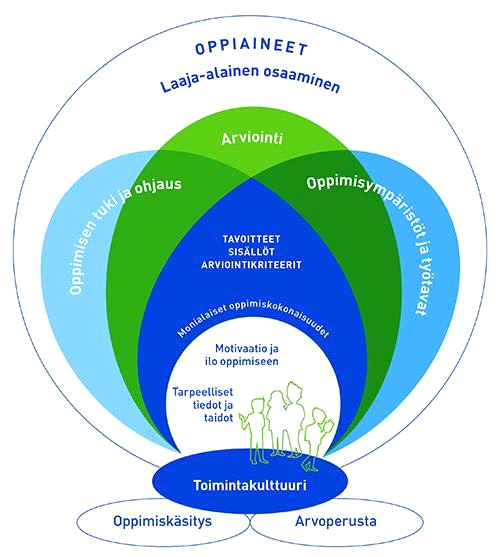 OPPIAINEET
Laaja-alainen osaaminen
Arviointi
Oppimisen tuki ja ohjaus
Oppimisympäristöt ja työtavat
TAVOITTEET
SISÄLLÖT
ARVIOINTIKRITEERIT
Monialaiset oppimiskokonaisuudet
Motivaatio ja
ilo oppimiseen
Tarpeelliset
tiedot ja
taidot
Toimintakulttuuri
Oppimiskäsitys
Arvoperusta